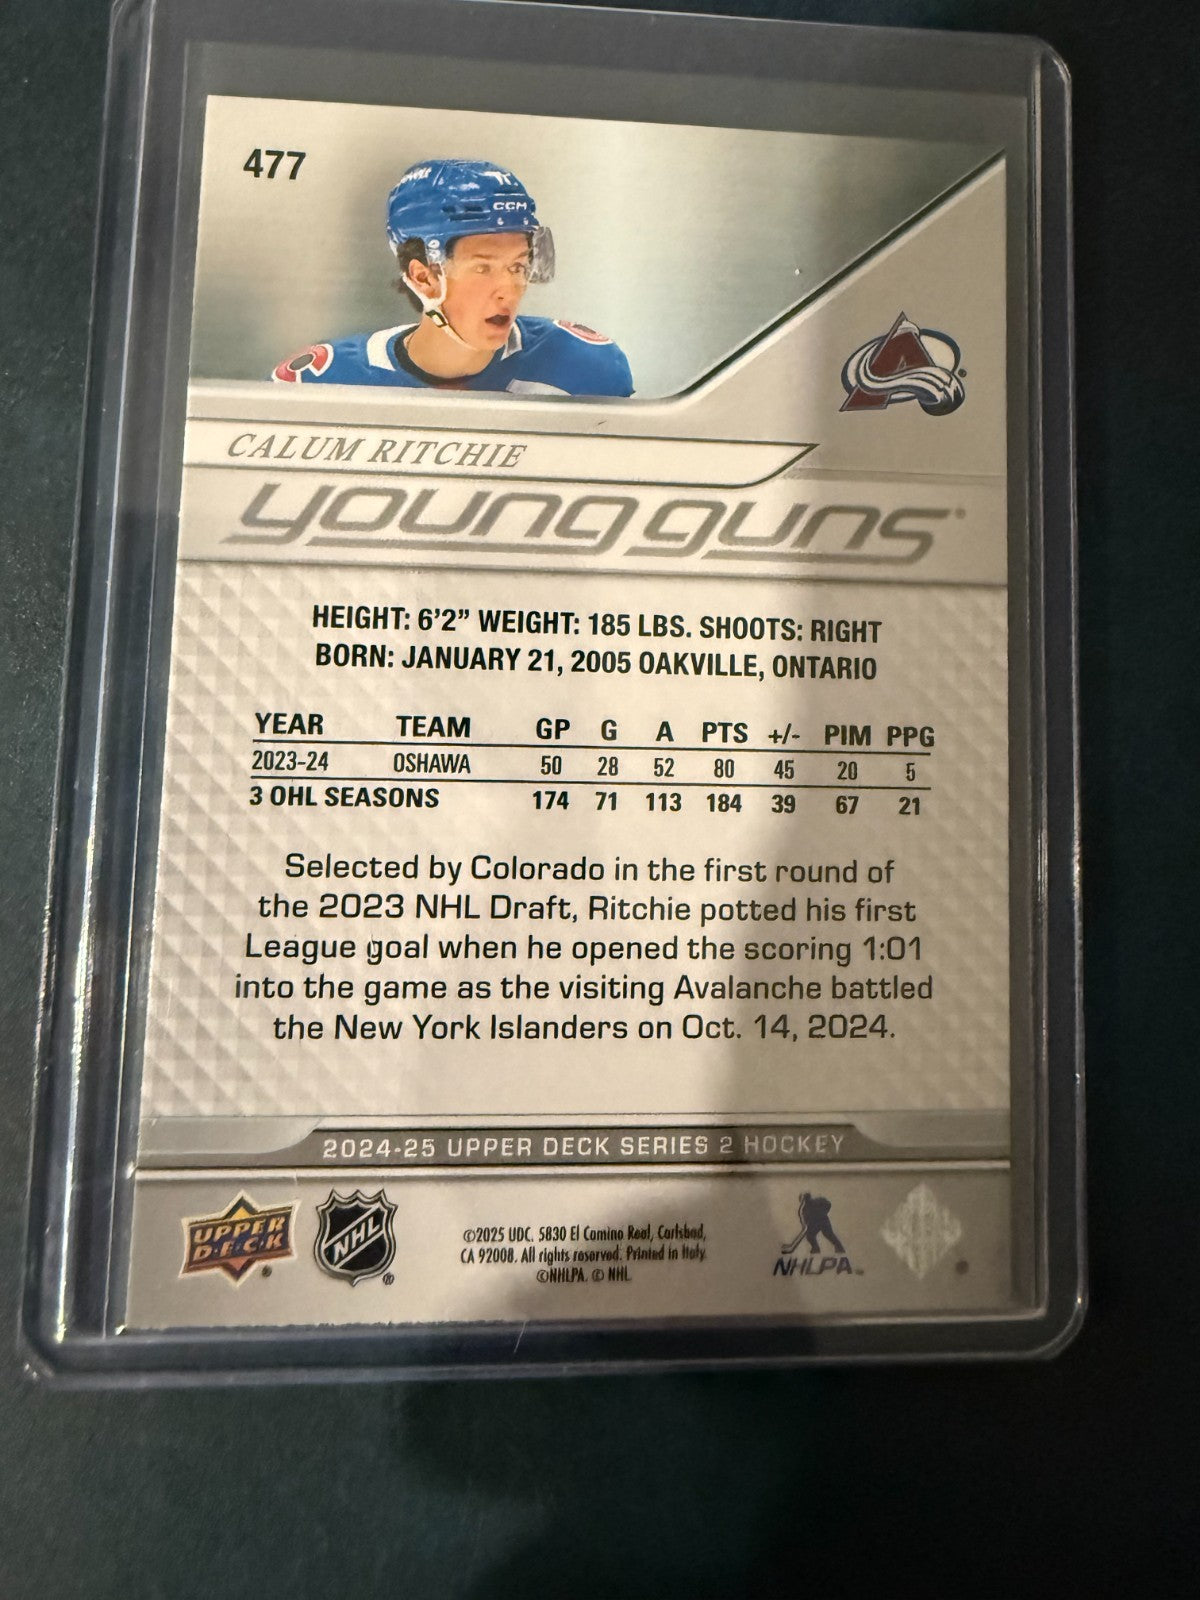 477
CCM
CALUM RITCHIE
young guns
HEIGHT: 6'2” WEIGHT: 185 LBS. SHOOTS: RIGHT
BORN: JANUARY 21, 2005 OAKVILLE, ONTARIO
YEAR TEAM GP G A PTS +/- PIM PPG
2023-24 OSHAWA 50 28 52 80 45 20 5
3 OHL SEASONS 174 71 113 184 39 67 21
Selected by Colorado in the first round of
the 2023 NHL Draft, Ritchie potted his first
League goal when he opened the scoring 1:01
into the game as the visiting Avalanche battled
the New York Islanders on Oct. 14, 2024.
2024-25 UPPER DECK SERIES 2 HOCKEY
UPPER
D·E·C·K
®
NHL
®
©2025 UDC. 5830 El Camino Real, Carlsbad,
CA 92008. All rights reserved. Printed in Italy.
©NHLPA. © NHL
NHLPA